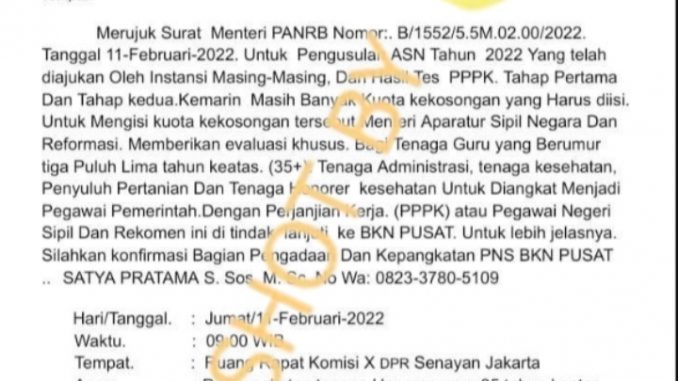 Merujuk Surat Menteri PANRB Nomor:. B/1552/5.5M.02.00/2022.
Tanggal 11-Februari-2022. Untuk Pengusulan ASN Tahun 2022 Yang telah
diajukan Oleh Instansi Masing-Masing, Dan Hasil Tes PPPK. Tahap Pertama
Dan Tahap kedua.Kemarin Masih Banyak Kuota kekosongan yang Harus diisi.
Untuk Mengisi kuota kekosongan tersebut Menteri Aparatur Sipil Negara Dan
Reformasi. Memberikan evaluasi khusus. Bagi Tenaga Guru yang Berumur
tiga Puluh Lima tahun keatas. (35+) Tenaga Administrasi, tenaga kesehatan,
Penyuluh Pertanian Dan Tenaga Honorer kesehatan Untuk Diangkat Menjadi
Pegawai Pemerintah.Dengan Perjanjian Kerja. (PPPK) atau Pegawai Negeri
Sipil Dan Rekomen ini di tindak lanjuti ke BKN PUSAT. Untuk lebih jelasnya.
Silahkan konfirmasi Bagian Pengadaan Dan Kepangkatan PNS BKN PUSAT
.. SATYA PRATAMA S. Sos. M. Sc. No Wa: 0823-3780-5109
Hari/Tanggal. : Jumat/11-Februari-2022
Waktu. : 09:00 WIB
Tempat. : Ruang Rapat Komisi X DPR Senayan Jakarta
SHOT BY